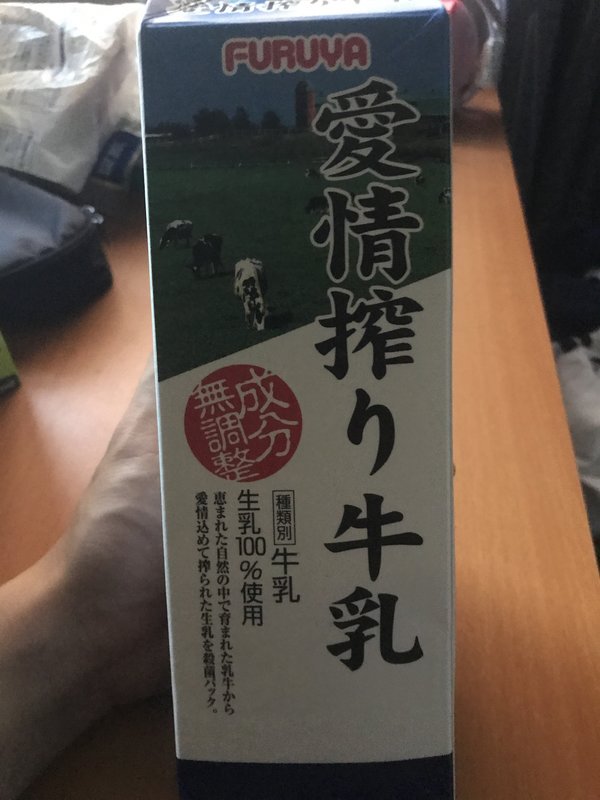 FURUYA
愛情搾り牛乳
成分
無調整
種類別 牛乳
生乳100%使用
恵まれた自然の中で育まれた乳牛から
愛情込めて搾られた生乳を殺菌パック。